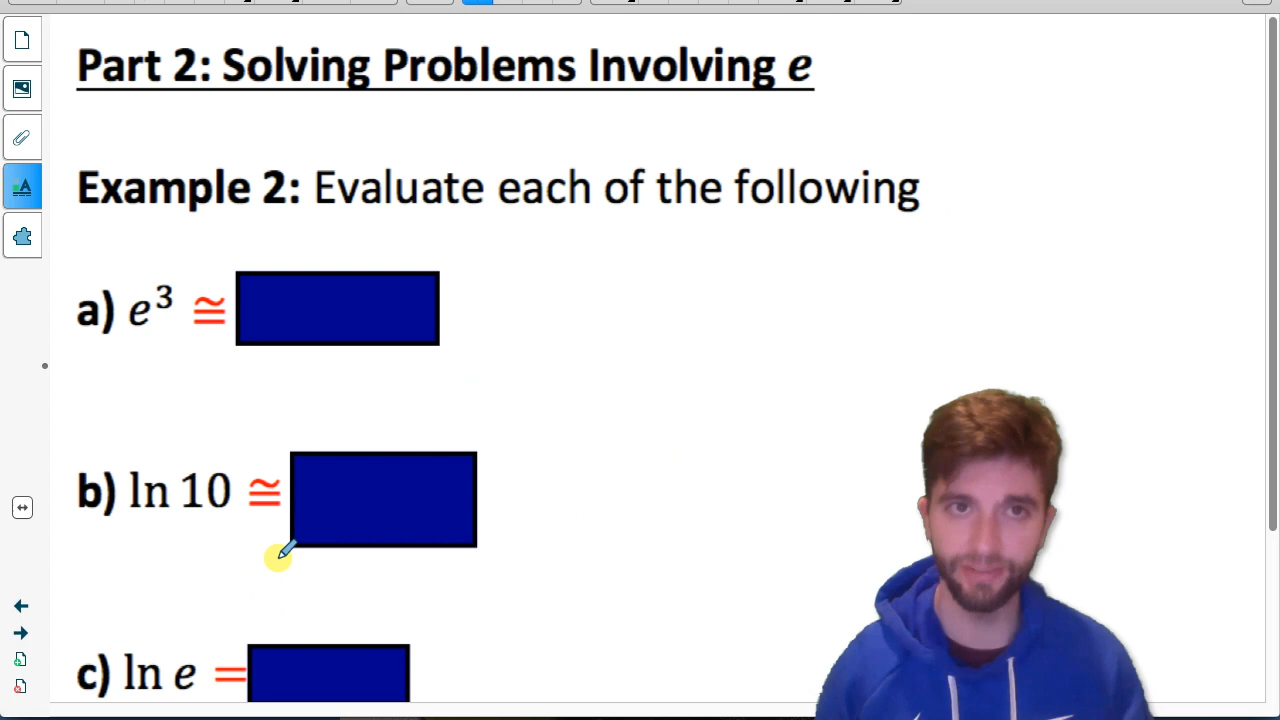 Part 2: Solving Problems Involving e
Example 2: Evaluate each of the following
a) e³ ≅
b) ln 10 ≅
c) ln e =